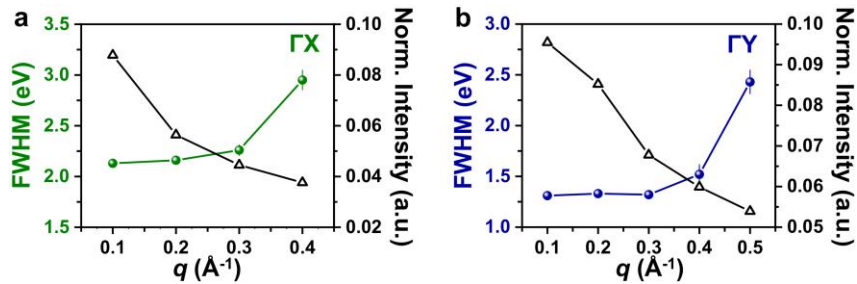 a
ΓX
FWHM (eV)
3.5
3.0
2.5
2.0
1.5
0.10
0.08
0.06
0.04
0.02
Norm. Intensity (a.u.)
0.1 0.2 0.3 0.4
q (Å⁻¹)
b
ΓY
FWHM (eV)
3.0
2.5
2.0
1.5
1.0
0.10
0.09
0.08
0.07
0.06
0.05
Norm. Intensity (a.u.)
0.1 0.2 0.3 0.4 0.5
q (Å⁻¹)